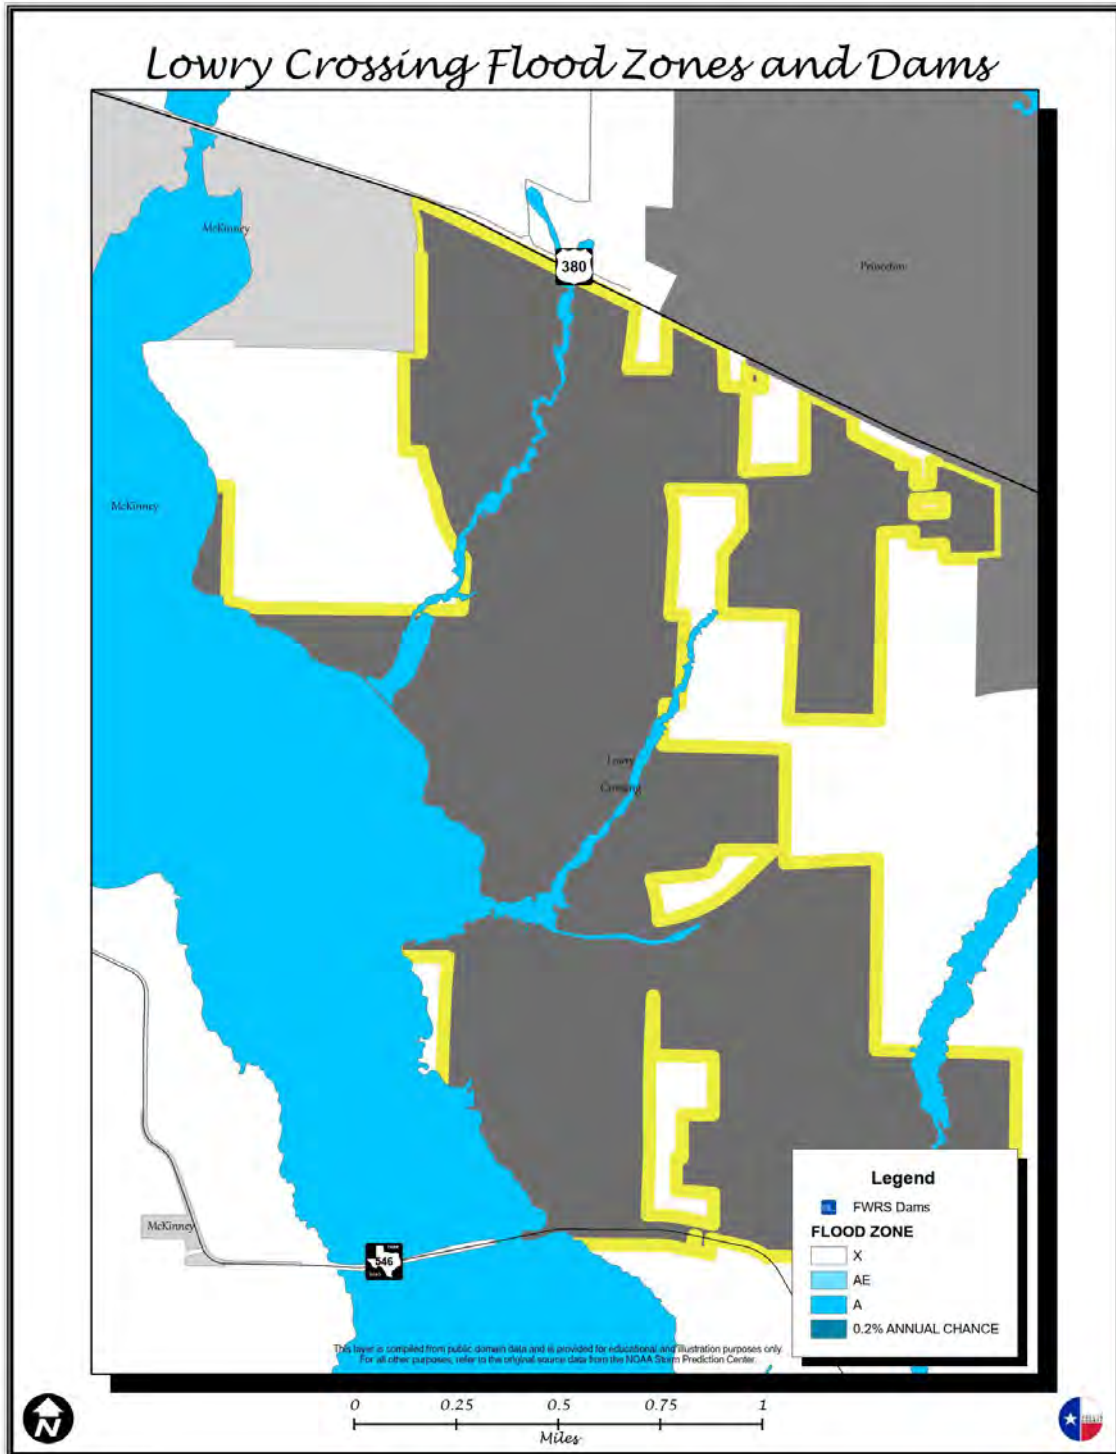 Lowry Crossing Flood Zones and Dams
McKinney
380
Princeton
McKinney
Lowry
Crossing
McKinney
546
Legend
FWRS Dams
FLOOD ZONE
X
AE
A
0.2% ANNUAL CHANCE
This layer is compiled from public domain data and is provided for educational and illustration purposes only.
For all other purposes, refer to the original source data from the NOAA Storm Prediction Center.
N
0 0.25 0.5 0.75 1
Miles